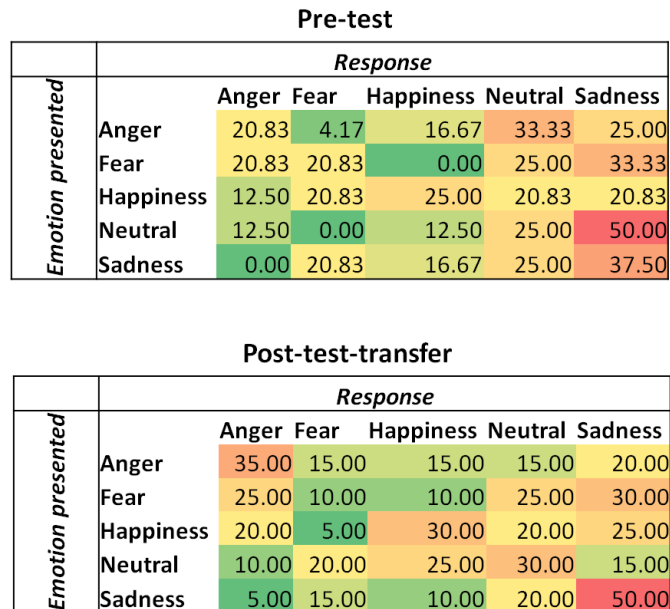 Pre-test
Response
Emotion presented
Anger Fear Happiness Neutral Sadness
Anger 20.83 4.17 16.67 33.33 25.00
Fear 20.83 20.83 0.00 25.00 33.33
Happiness 12.50 20.83 25.00 20.83 20.83
Neutral 12.50 0.00 12.50 25.00 50.00
Sadness 0.00 20.83 16.67 25.00 37.50
Post-test-transfer
Response
Emotion presented
Anger Fear Happiness Neutral Sadness
Anger 35.00 15.00 15.00 15.00 20.00
Fear 25.00 10.00 10.00 25.00 30.00
Happiness 20.00 5.00 30.00 20.00 25.00
Neutral 10.00 20.00 25.00 30.00 15.00
Sadness 5.00 15.00 10.00 20.00 50.00